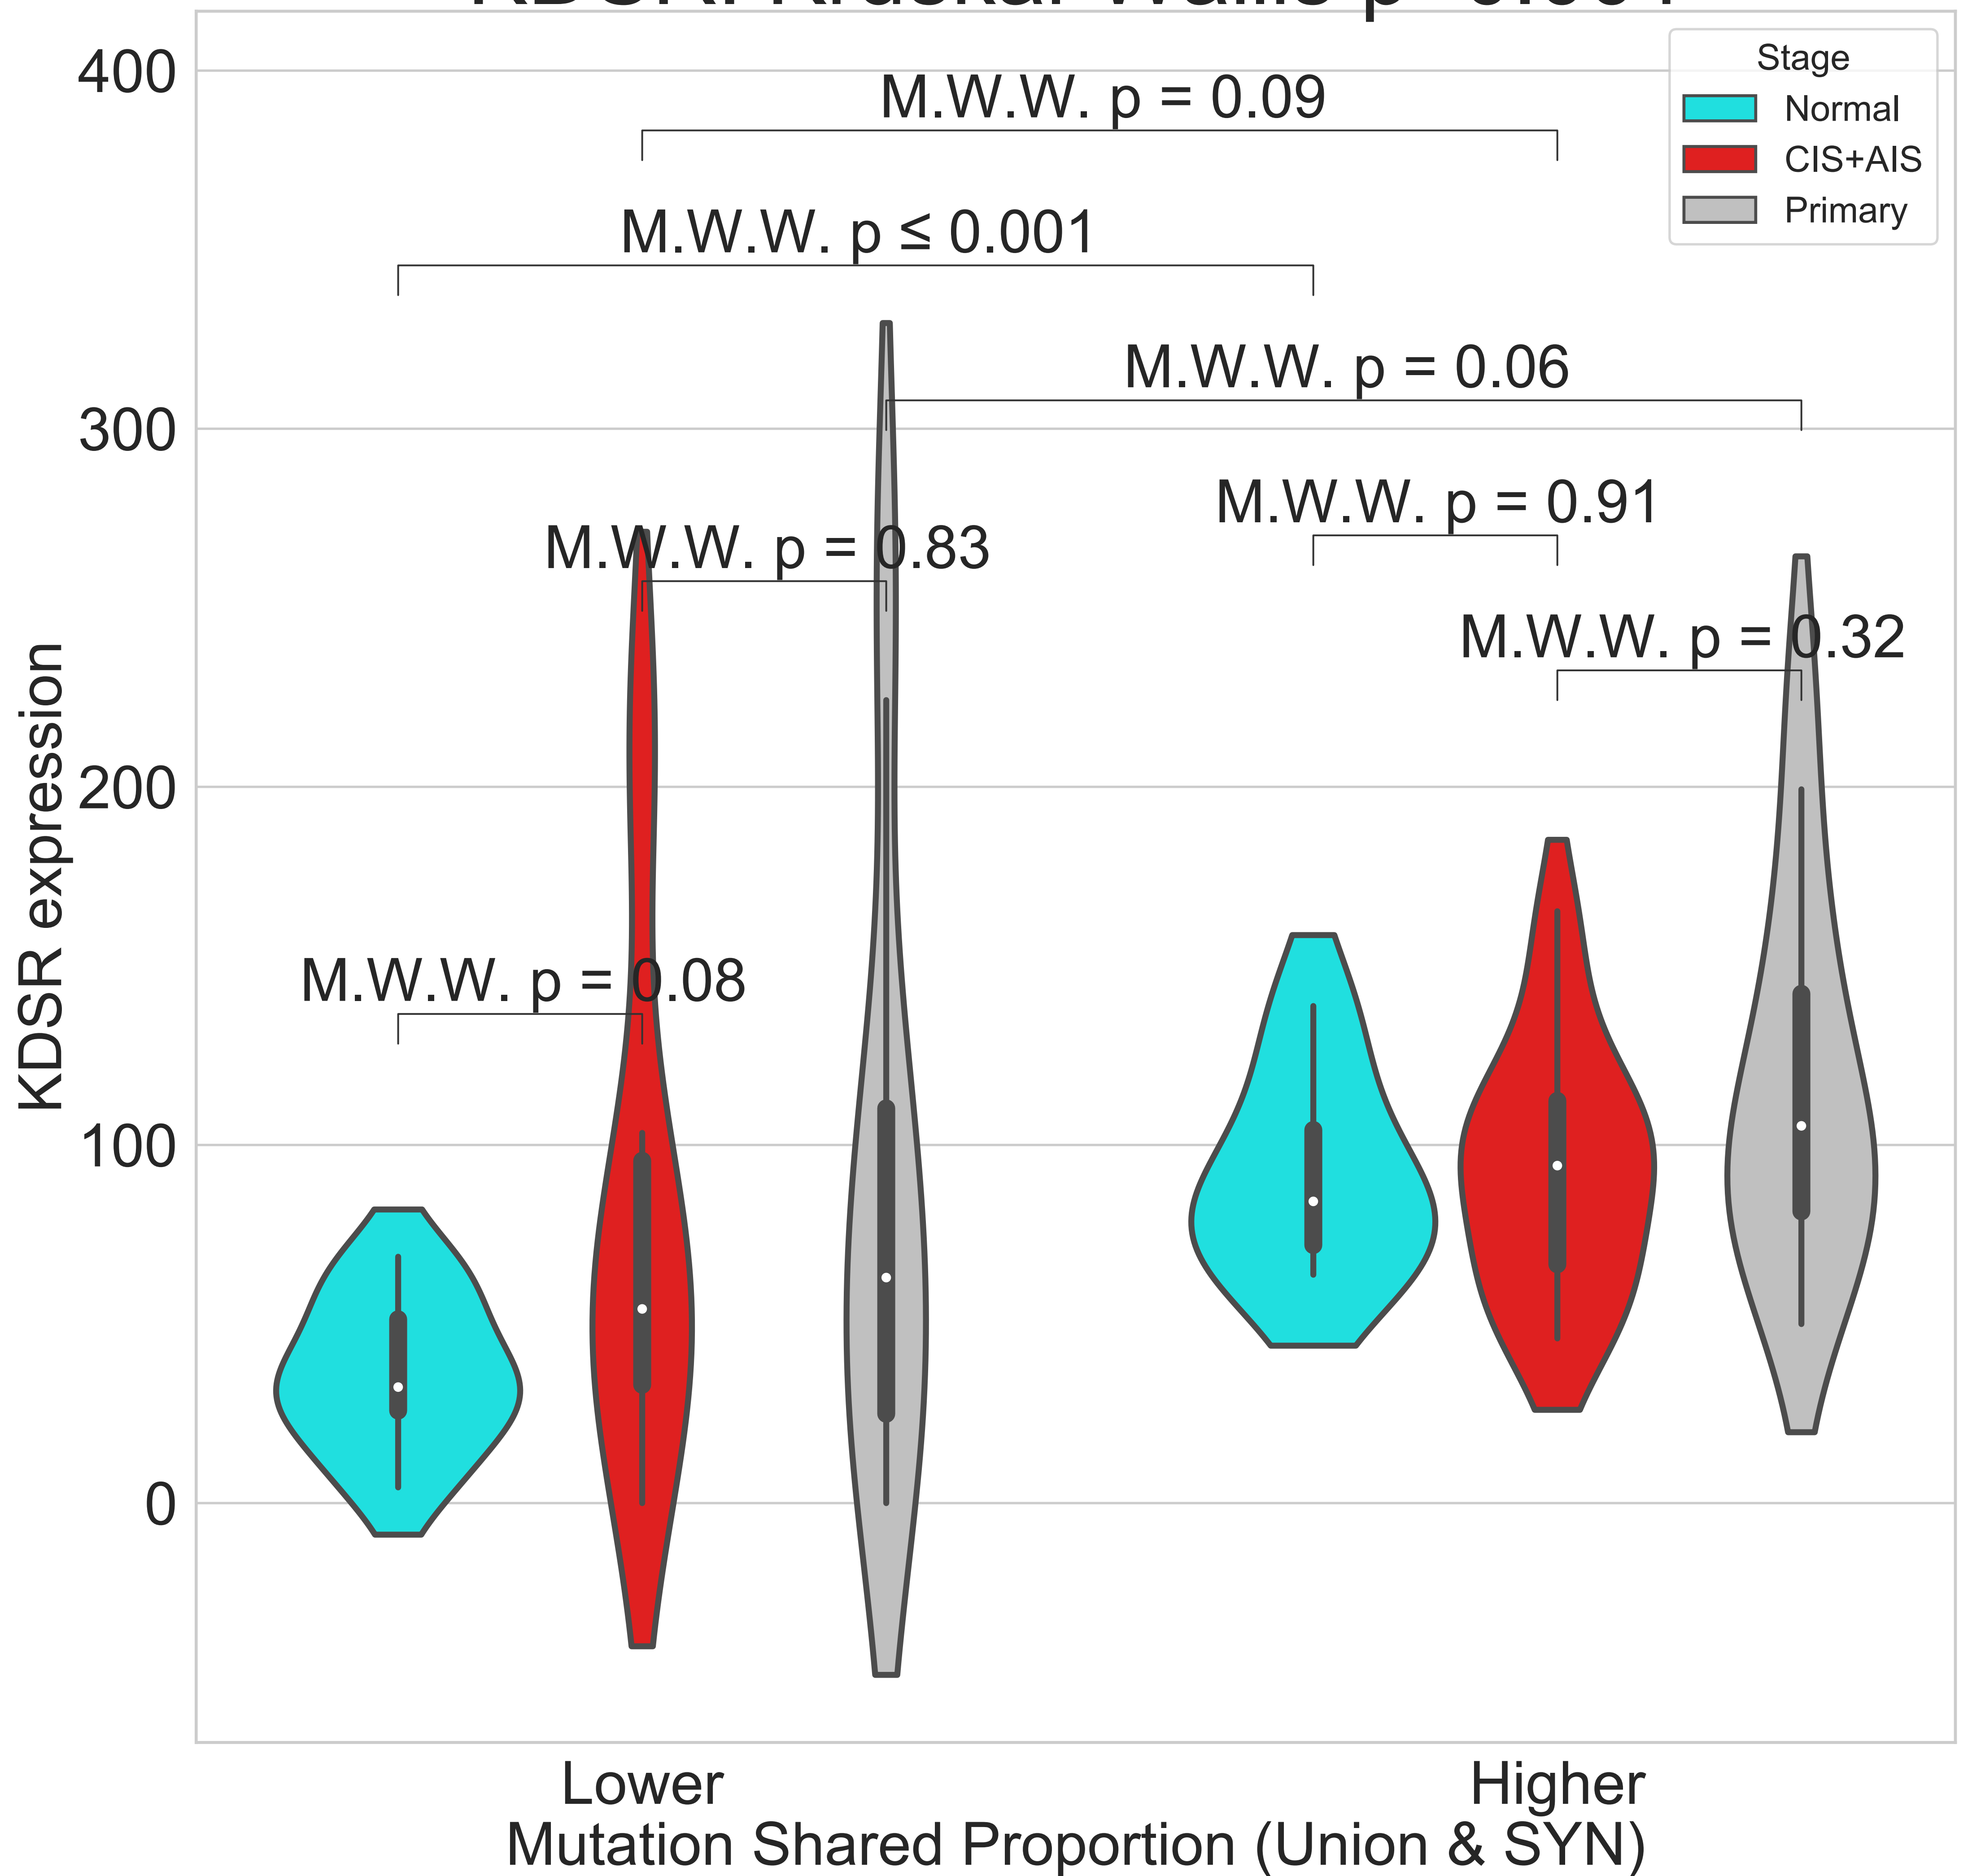 400
300
200
100
0
KDSR expression
M.W.W. p = 0.09
M.W.W. p ≤ 0.001
M.W.W. p = 0.06
M.W.W. p = 0.91
M.W.W. p = 0.83
M.W.W. p = 0.32
M.W.W. p = 0.08
Stage
Normal
CIS+AIS
Primary
Lower
Higher
Mutation Shared Proportion (Union & SYN)